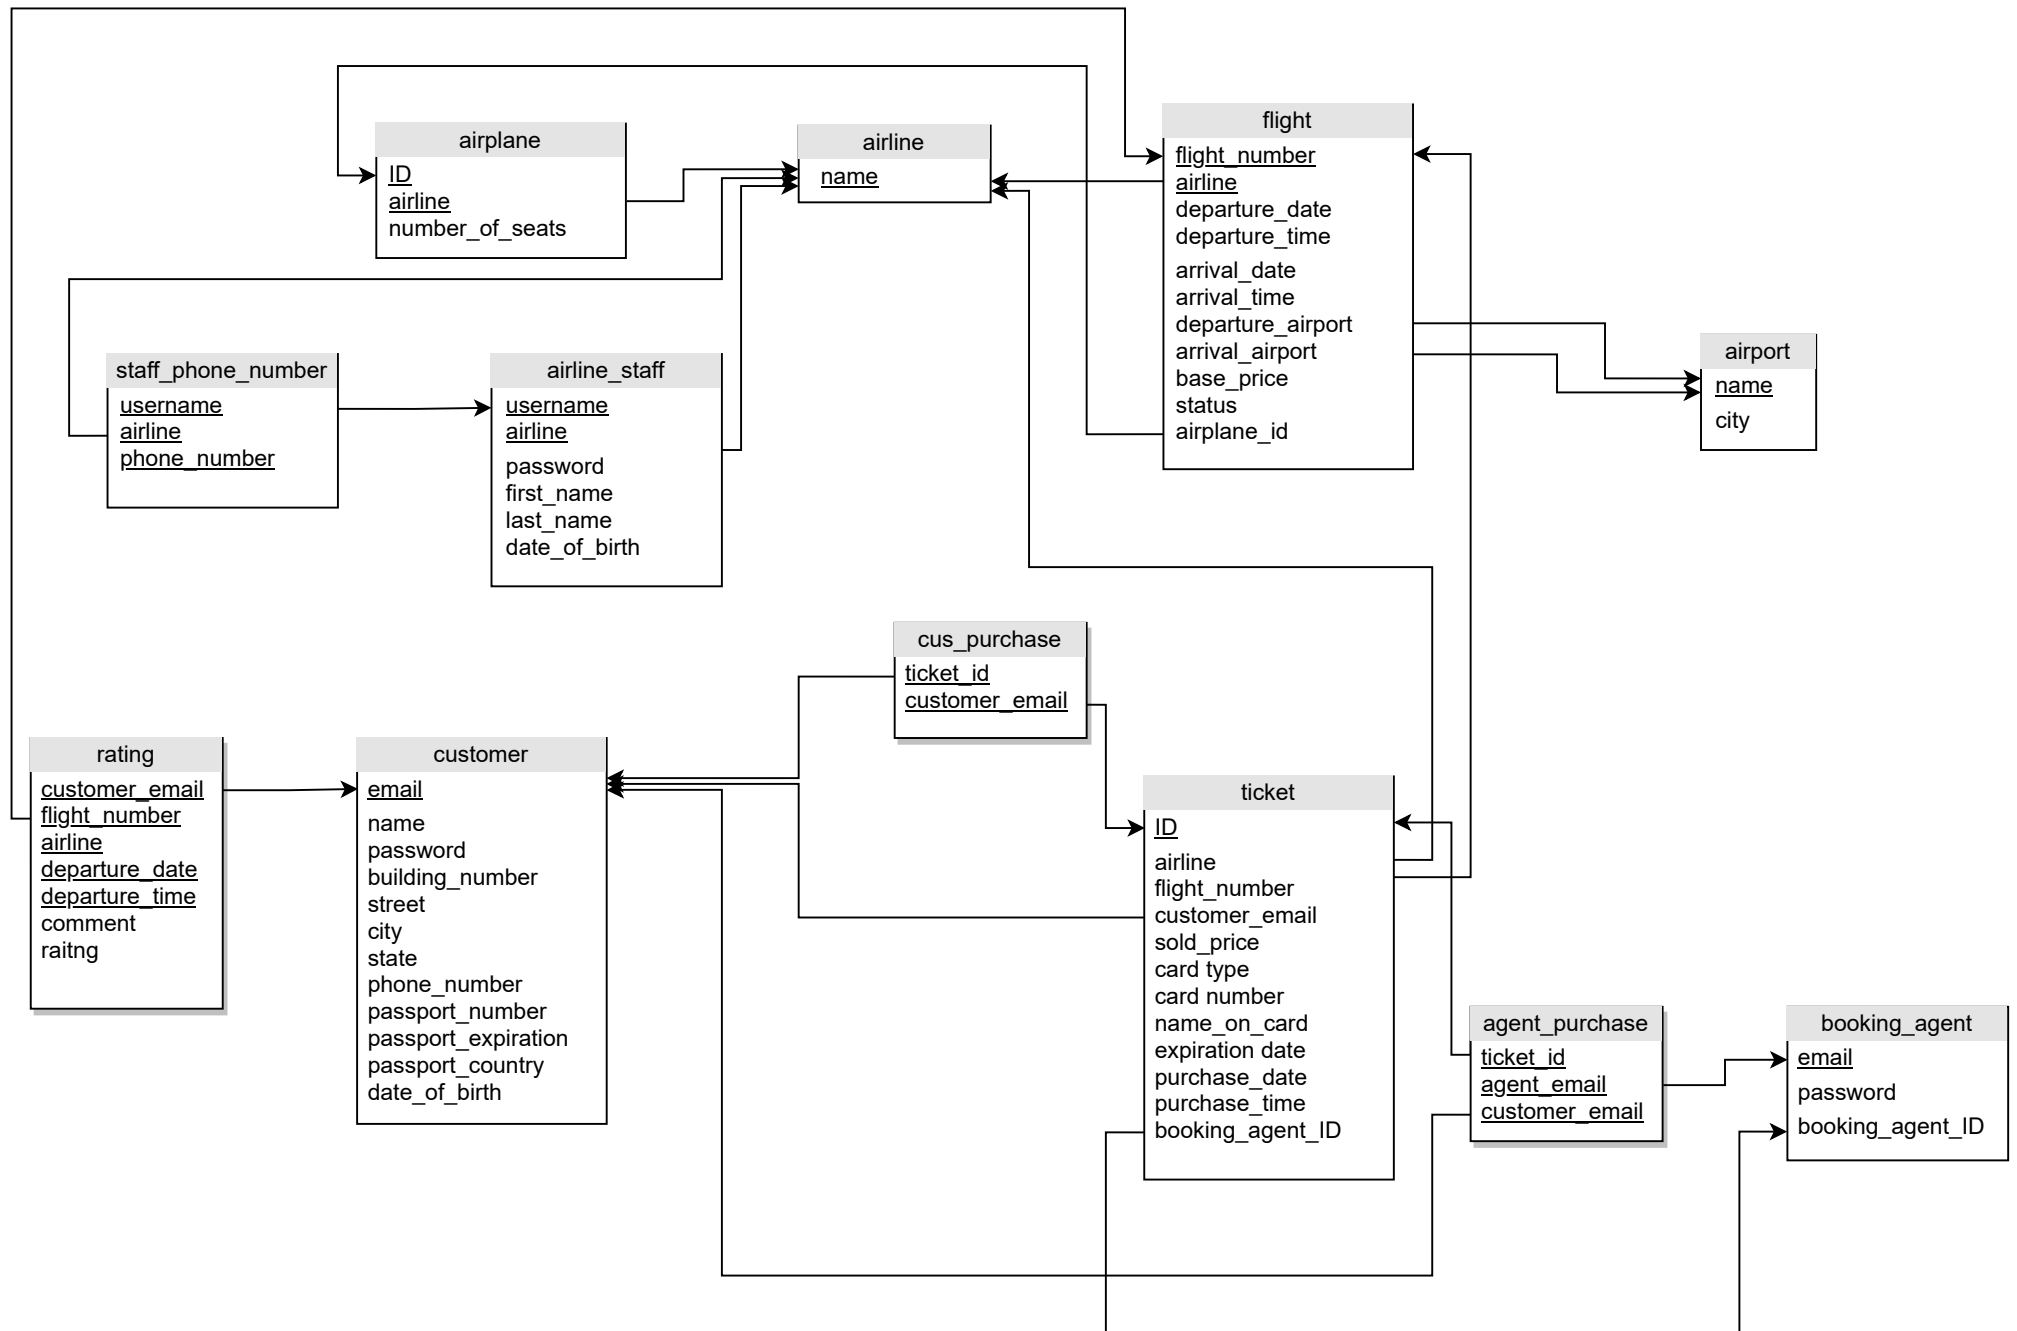 airplane
ID
airline
number_of_seats
airline
name
flight
flight_number
airline
departure_date
departure_time
arrival_date
arrival_time
departure_airport
arrival_airport
base_price
status
airplane_id
airport
name
city
staff_phone_number
username
airline
phone_number
airline_staff
username
airline
password
first_name
last_name
date_of_birth
cus_purchase
ticket_id
customer_email
rating
customer_email
flight_number
airline
departure_date
departure_time
comment
raitng
customer
email
name
password
building_number
street
city
state
phone_number
passport_number
passport_expiration
passport_country
date_of_birth
ticket
ID
airline
flight_number
customer_email
sold_price
card type
card number
name_on_card
expiration date
purchase_date
purchase_time
booking_agent_ID
agent_purchase
ticket_id
agent_email
customer_email
booking_agent
email
password
booking_agent_ID